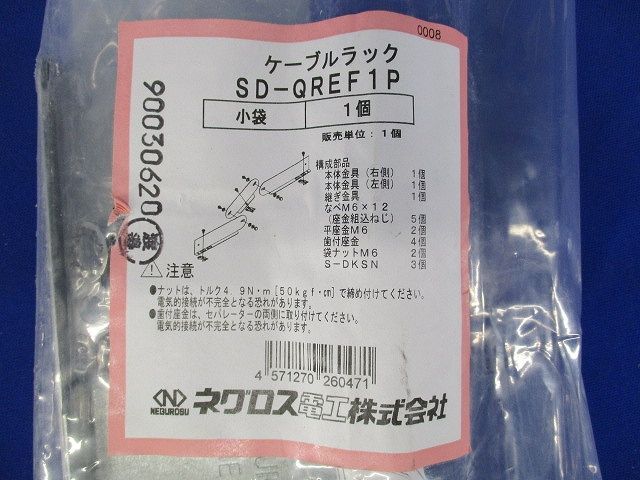 0008
ケーブルラック
SD-QREF1P
小袋 1個
販売単位:1個
構成部品
本体金具(右側) 1個
本体金具(左側) 1個
継ぎ金具 1個
なべM6×12
(座金組込ねじ) 5個
平座金M6 2個
歯付座金 4個
袋ナットM6 2個
S-DKSN 3個
90030620
⚠注意
●ナットは、トルク4.9N・m[50kgf・cm]で締め付けてください。
電気的接続が不完全となる恐れがあります。
●歯付座金は、セパレーターの両側に取り付けてください。
電気的接続が不完全となる恐れがあります。
4 571270 260471
NEGUROSU
ネグロス電工株式会社